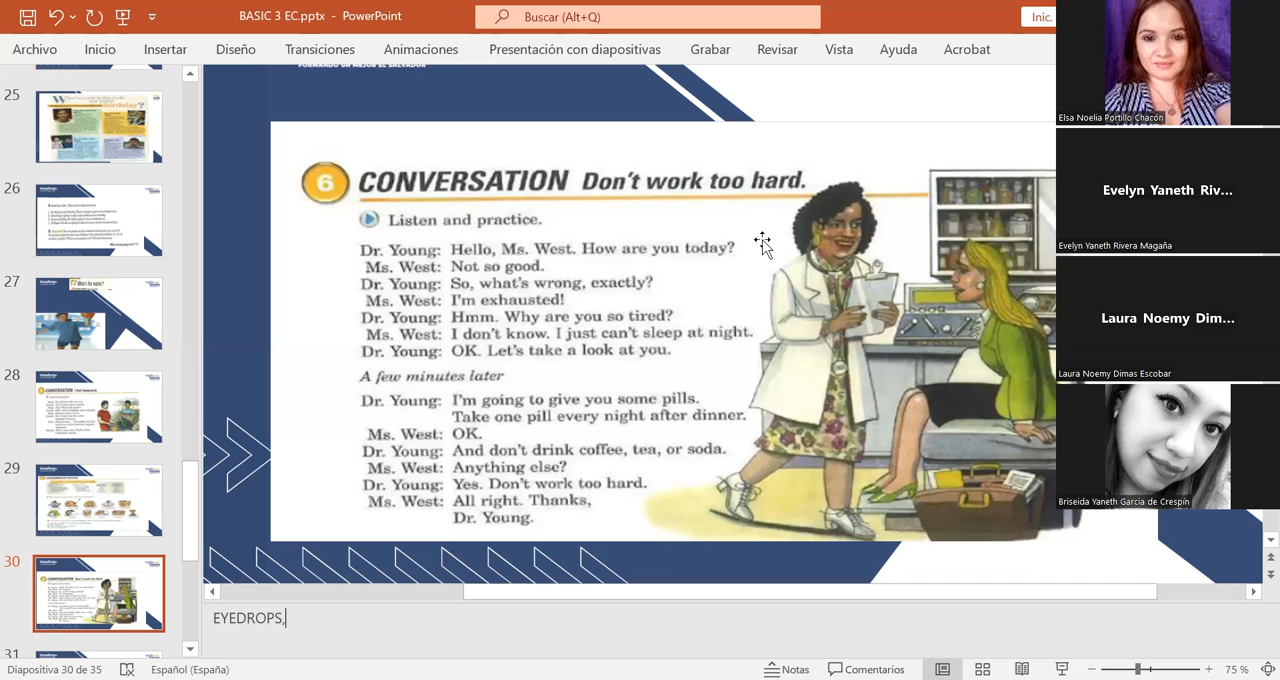 BASIC 3 EC.pptx - PowerPoint
Buscar (Alt+Q)
Inic.
Archivo Inicio Insertar Diseño Transiciones Animaciones Presentación con diapositivas Grabar Revisar Vista Ayuda Acrobat
25
26
27
28
29
30
31
6 CONVERSATION Don't work too hard.
Listen and practice.
Dr. Young: Hello, Ms. West. How are you today?
Ms. West: Not so good.
Dr. Young: So, what's wrong, exactly?
Ms. West: I'm exhausted!
Dr. Young: Hmm. Why are you so tired?
Ms. West: I don't know. I just can't sleep at night.
Dr. Young: OK. Let's take a look at you.
A few minutes later
Dr. Young: I'm going to give you some pills.
Take one pill every night after dinner.
Ms. West: OK.
Dr. Young: And don't drink coffee, tea, or soda.
Ms. West: Anything else?
Dr. Young: Yes. Don't work too hard.
Ms. West: All right. Thanks,
Dr. Young.
EYEDROPS,
Elsa Noelia Portillo Chacón
Evelyn Yaneth Riv...
Evelyn Yaneth Rivera Magaña
Laura Noemy Dim...
Laura Noemy Dimas Escobar
Briseida Yaneth Garcia de Crespín
Diapositiva 30 de 35
Español (España)
Notas
Comentarios
75 %